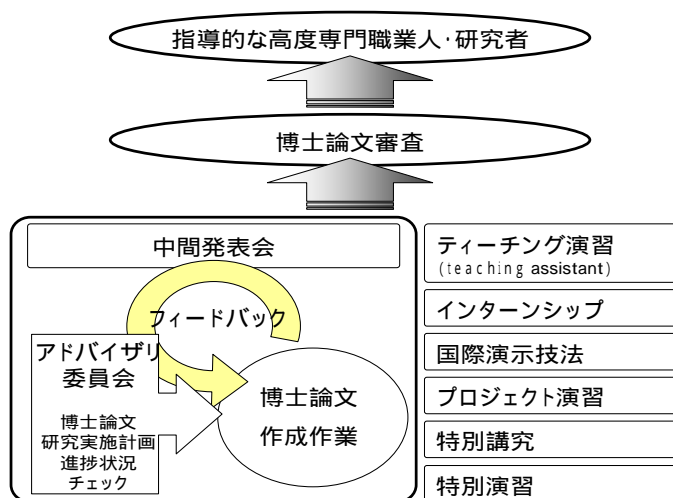 指導的な高度専門職業人・研究者
博士論文審査
中間発表会
フィードバック
アドバイザリ
委員会
博士論文
研究実施計画
進捗状況
チェック
博士論文
作成作業
ティーチング演習
(teaching assistant)
インターンシップ
国際演示技法
プロジェクト演習
特別講究
特別演習